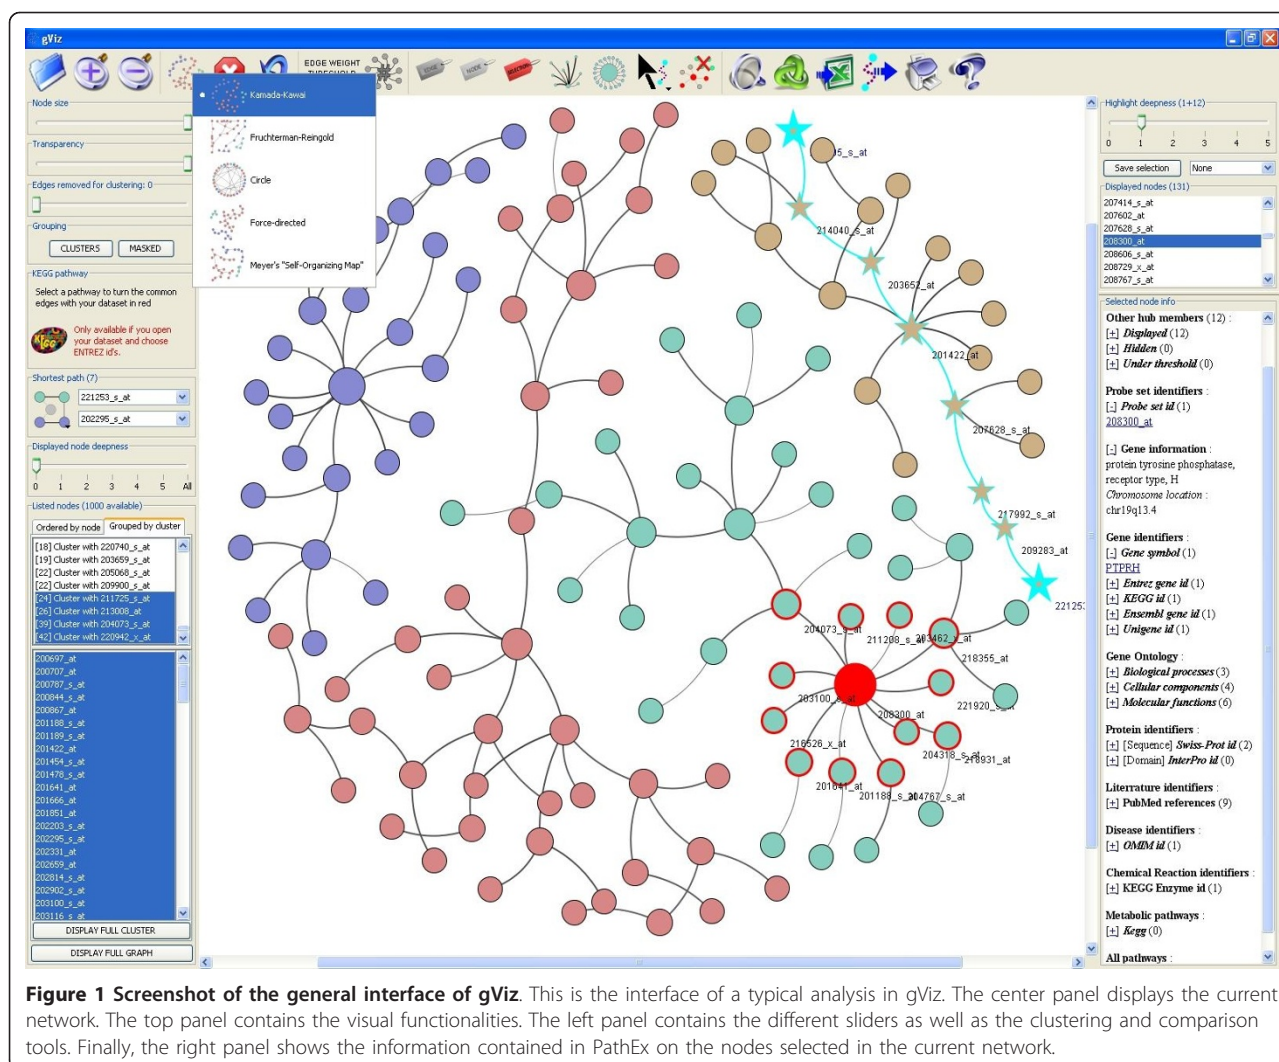 gViz
EDGE WEIGHT
THRESHOLD
EDGE
NODE
SELECTION
Node size
Transparency
Edges removed for clustering: 0
Grouping
CLUSTERS MASKED
KEGG pathway
Select a pathway to turn the common
edges with your dataset in red
KEGG
Only available if you open
your dataset and choose
ENTREZ id's.
Shortest path (7)
221253_s_at
202295_s_at
Displayed node deepness
0 1 2 3 4 5 All
Listed nodes (1000 available)
Ordered by node Grouped by cluster
[18] Cluster with 220740_s_at
[19] Cluster with 203659_s_at
[22] Cluster with 205068_s_at
[22] Cluster with 209900_s_at
[24] Cluster with 211725_s_at
[26] Cluster with 213008_at
[39] Cluster with 204073_s_at
[42] Cluster with 220942_x_at
200697_at
200707_at
200787_s_at
200844_s_at
200867_at
201188_s_at
201189_s_at
201422_at
201454_s_at
201478_s_at
201641_at
201666_at
201851_at
202203_s_at
202295_s_at
202331_at
202659_at
202814_s_at
202902_s_at
203100_s_at
203116_s_at
DISPLAY FULL CLUSTER
DISPLAY FULL GRAPH
Kamada-Kawai
Fruchterman-Reingold
Circle
Force-directed
Meyer's "Self-Organizing Map"
95_s_at
214040_s_at
203652_at
201422_at
207628_s_at
217992_s_at
209283_at
221253
204073_s_at
211208_s_at
203462_x_at
218355_at
203100_s_at
208300_at
221920_s_at
216526_x_at
204318_s_at
218931_at
201641_at
201188_s_at
204767_s_at
Highlight deepness (1+12)
0 1 2 3 4 5
Save selection None
Displayed nodes (131)
207414_s_at
207602_at
207628_s_at
208300_at
208606_s_at
208729_x_at
208767_s_at
Selected node info
Other hub members (12) :
[+] Displayed (12)
[+] Hidden (0)
[+] Under threshold (0)
Probe set identifiers :
[-] Probe set id (1)
208300_at
[-] Gene information :
protein tyrosine phosphatase,
receptor type, H
Chromosome location :
chr19q13.4
Gene identifiers :
[-] Gene symbol (1)
PTPRH
[+] Entrez gene id (1)
[+] KEGG id (1)
[+] Ensembl gene id (1)
[+] Unigene id (1)
Gene Ontology :
[+] Biological processes (3)
[+] Cellular components (4)
[+] Molecular functions (6)
Protein identifiers :
[+] [Sequence] Swiss-Prot id (2)
[+] [Domain] InterPro id (0)
Literrature identifiers :
[+] PubMed references (9)
Disease identifiers :
[+] OMIM id (1)
Chemical Reaction identifiers :
[+] KEGG Enzyme id (1)
Metabolic pathways :
[+] Kegg (0)
All pathways :
Figure 1 Screenshot of the general interface of gViz. This is the interface of a typical analysis in gViz. The center panel displays the current
network. The top panel contains the visual functionalities. The left panel contains the different sliders as well as the clustering and comparison
tools. Finally, the right panel shows the information contained in PathEx on the nodes selected in the current network.